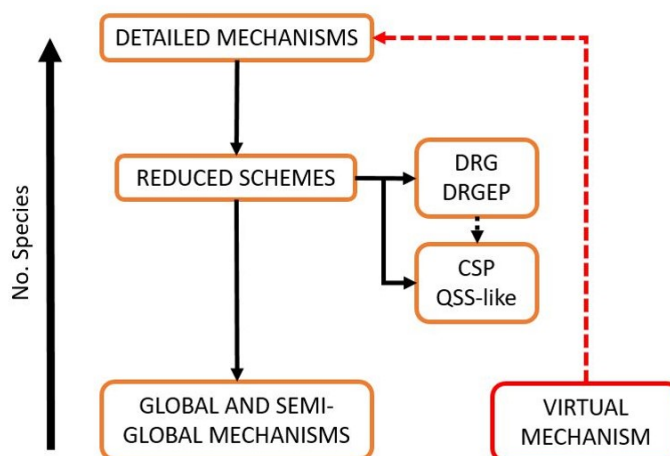 DETAILED MECHANISMS
No. Species
REDUCED SCHEMES
DRG
DRGEP
CSP
QSS-like
GLOBAL AND SEMI-
GLOBAL MECHANISMS
VIRTUAL
MECHANISM